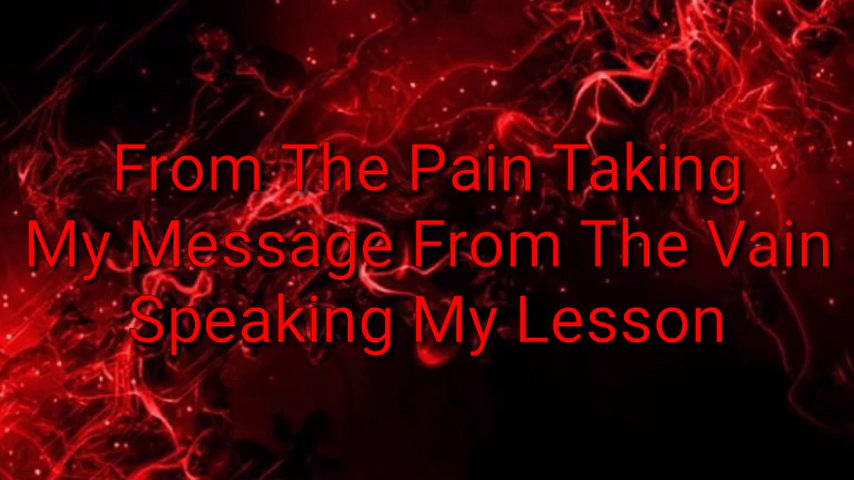 From The Pain Taking
My Message From The Vain
Speaking My Lesson